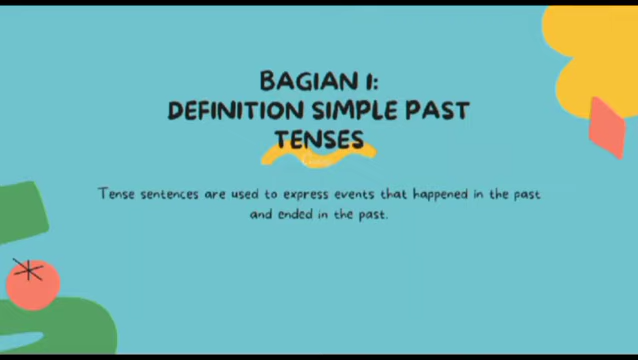 BAGIAN 1:
DEFINITION SIMPLE PAST
TENSES
Tense sentences are used to express events that happened in the past
and ended in the past.